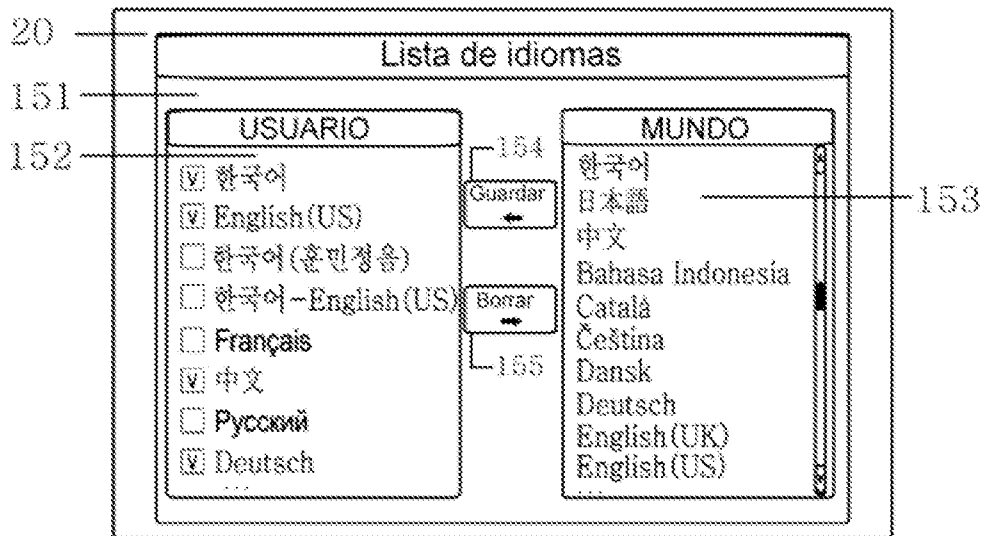 20
Lista de idiomas
151
USUARIO
152
한국어
English(US)
한국어(훈민정음)
한국어-English(US)
Français
中文
Русский
Deutsch
...
154
Guardar
Borrar
155
MUNDO
한국어
日本語
中文
Bahasa Indonesía
Català
Čeština
Dansk
Deutsch
English(UK)
English(US)
...
153